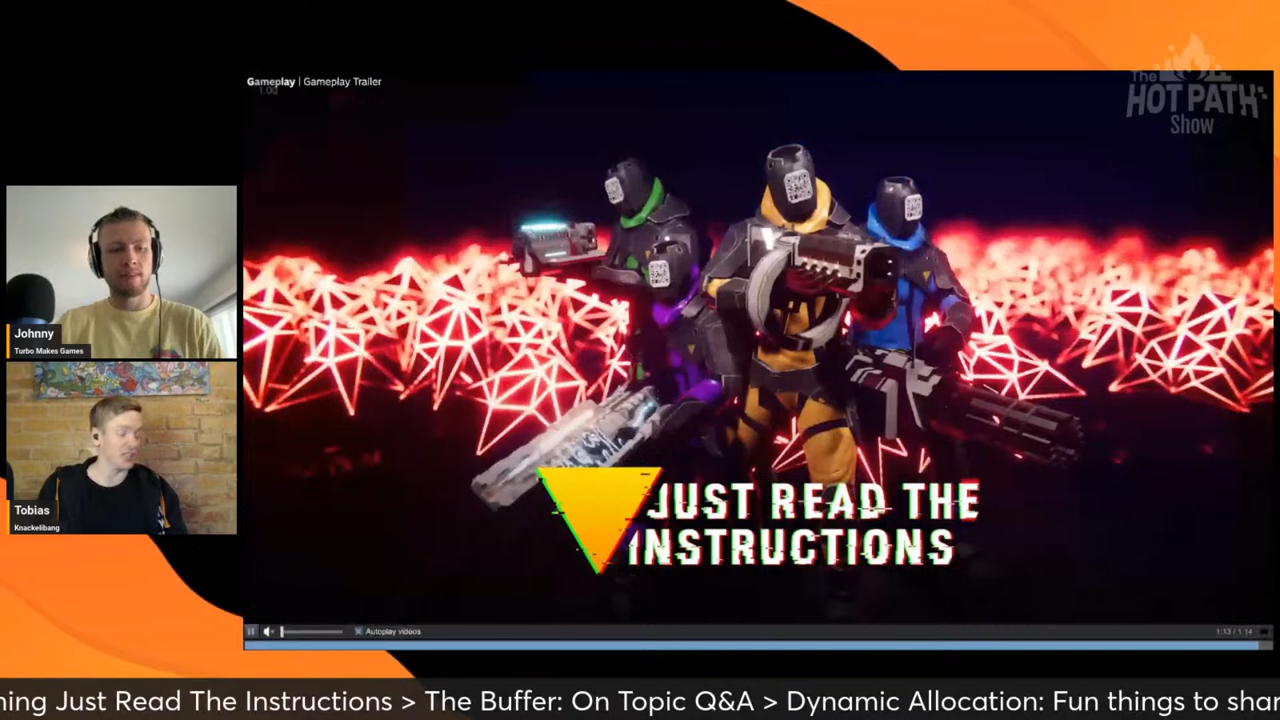 Gameplay | Gameplay Trailer
1.00
The
HOT PATH
Show
Johnny
Turbo Makes Games
Tobias
Knackelibang
JUST READ THE
INSTRUCTIONS
Autoplay videos
1:13 / 1:14
ning Just Read The Instructions > The Buffer: On Topic Q&A > Dynamic Allocation: Fun things to shar